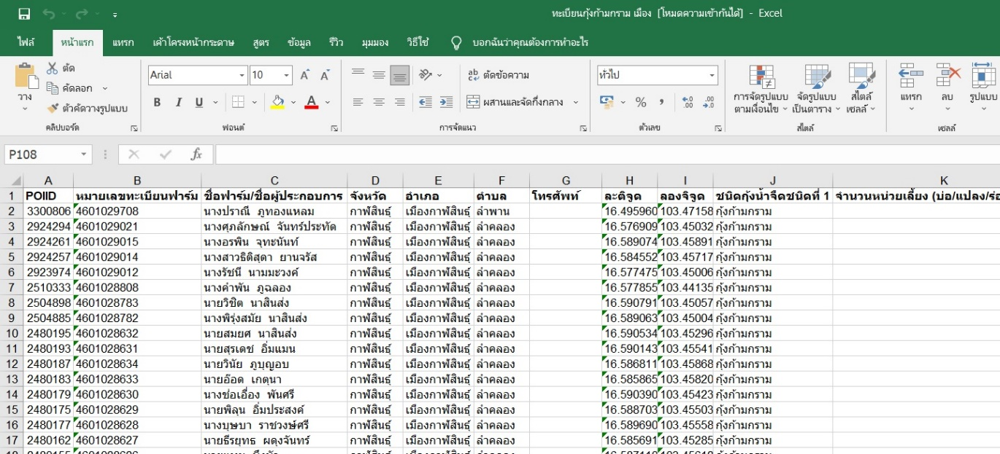 ทะเบียนกุ้งก้ามกราม เมือง [โหมดความเข้ากันได้] - Excel
ไฟล์ หน้าแรก แทรก เค้าโครงหน้ากระดาษ สูตร ข้อมูล รีวิว มุมมอง วิธีใช้ บอกฉันว่าคุณต้องการทำอะไร
วาง ตัด คัดลอก ตัวคัดวางรูปแบบ
Arial 10 A A
B I U A
ab ตัดข้อความ
ผสานและจัดกึ่งกลาง
ทั่วไป
% , .00 .00
การจัดรูปแบบ จัดรูปแบบ สไตล์ แทรก ลบ รูปแบบ
ตามเงื่อนไข เป็นตาราง เซลล์
คลิปบอร์ด ฟอนต์ การจัดแนว ตัวเลข สไตล์ เซลล์
P108 fx
A B C D E F G H I J K
1 POIID หมายเลขทะเบียนฟาร์ม ชื่อฟาร์ม/ชื่อผู้ประกอบการ จังหวัด อำเภอ ตำบล โทรศัพท์ ละติจูด ลองจิจูด ชนิดกุ้งน้ำจืดชนิดที่ 1 จำนวนหน่วยเลี้ยง (บ่อ/แปลง/
2 3300806 4601029708 นางปราณี ภูทองแหลม กาฬสินธุ์ เมืองกาฬสินธุ์ ลำพาน 16.495960 103.47158 กุ้งก้ามกราม
3 2924294 4601029021 นางศุภลักษณ์ จันทร์ประทัด กาฬสินธุ์ เมืองกาฬสินธุ์ ลำคลอง 16.576909 103.45032 กุ้งก้ามกราม
4 2924261 4601029015 นางอรพิน จุทะนันท์ กาฬสินธุ์ เมืองกาฬสินธุ์ ลำคลอง 16.589074 103.45891 กุ้งก้ามกราม
5 2924257 4601029014 นางสาวธิติสุดา ยานจรัส กาฬสินธุ์ เมืองกาฬสินธุ์ ลำคลอง 16.584552 103.45717 กุ้งก้ามกราม
6 2923974 4601029012 นางรัชนี นามมะวงค์ กาฬสินธุ์ เมืองกาฬสินธุ์ ลำคลอง 16.577475 103.45006 กุ้งก้ามกราม
7 2510333 4601028808 นางคำพัน ภูฉลอง กาฬสินธุ์ เมืองกาฬสินธุ์ ลำคลอง 16.577855 103.44135 กุ้งก้ามกราม
8 2504898 4601028783 นายวิชิต นาสินส่ง กาฬสินธุ์ เมืองกาฬสินธุ์ ลำคลอง 16.590791 103.45057 กุ้งก้ามกราม
9 2504885 4601028782 นางพิรุ่งสมัย นาสินส่ง กาฬสินธุ์ เมืองกาฬสินธุ์ ลำคลอง 16.589063 103.45004 กุ้งก้ามกราม
10 2480195 4601028632 นายสมยศ นาสินส่ง กาฬสินธุ์ เมืองกาฬสินธุ์ ลำคลอง 16.590534 103.45296 กุ้งก้ามกราม
11 2480193 4601028631 นายสุรเดช อิ่มแมน กาฬสินธุ์ เมืองกาฬสินธุ์ ลำคลอง 16.590143 103.45541 กุ้งก้ามกราม
12 2480187 4601028634 นายวินัย ภูบุญอบ กาฬสินธุ์ เมืองกาฬสินธุ์ ลำคลอง 16.586811 103.45868 กุ้งก้ามกราม
13 2480183 4601028633 นายอ๊อด เกตุนา กาฬสินธุ์ เมืองกาฬสินธุ์ ลำคลอง 16.585865 103.45820 กุ้งก้ามกราม
14 2480179 4601028630 นางช่อเอื่อง พันศรี กาฬสินธุ์ เมืองกาฬสินธุ์ ลำคลอง 16.590390 103.45423 กุ้งก้ามกราม
15 2480175 4601028629 นายพิลุน อิ่มประสงค์ กาฬสินธุ์ เมืองกาฬสินธุ์ ลำคลอง 16.588703 103.45503 กุ้งก้ามกราม
16 2480177 4601028628 นางบุษบา ราชวงษ์ศรี กาฬสินธุ์ เมืองกาฬสินธุ์ ลำคลอง 16.589690 103.45558 กุ้งก้ามกราม
17 2480162 4601028627 นายธีรยุทธ ผดุงจันทร์ กาฬสินธุ์ เมืองกาฬสินธุ์ ลำคลอง 16.585691 103.45285 กุ้งก้ามกราม